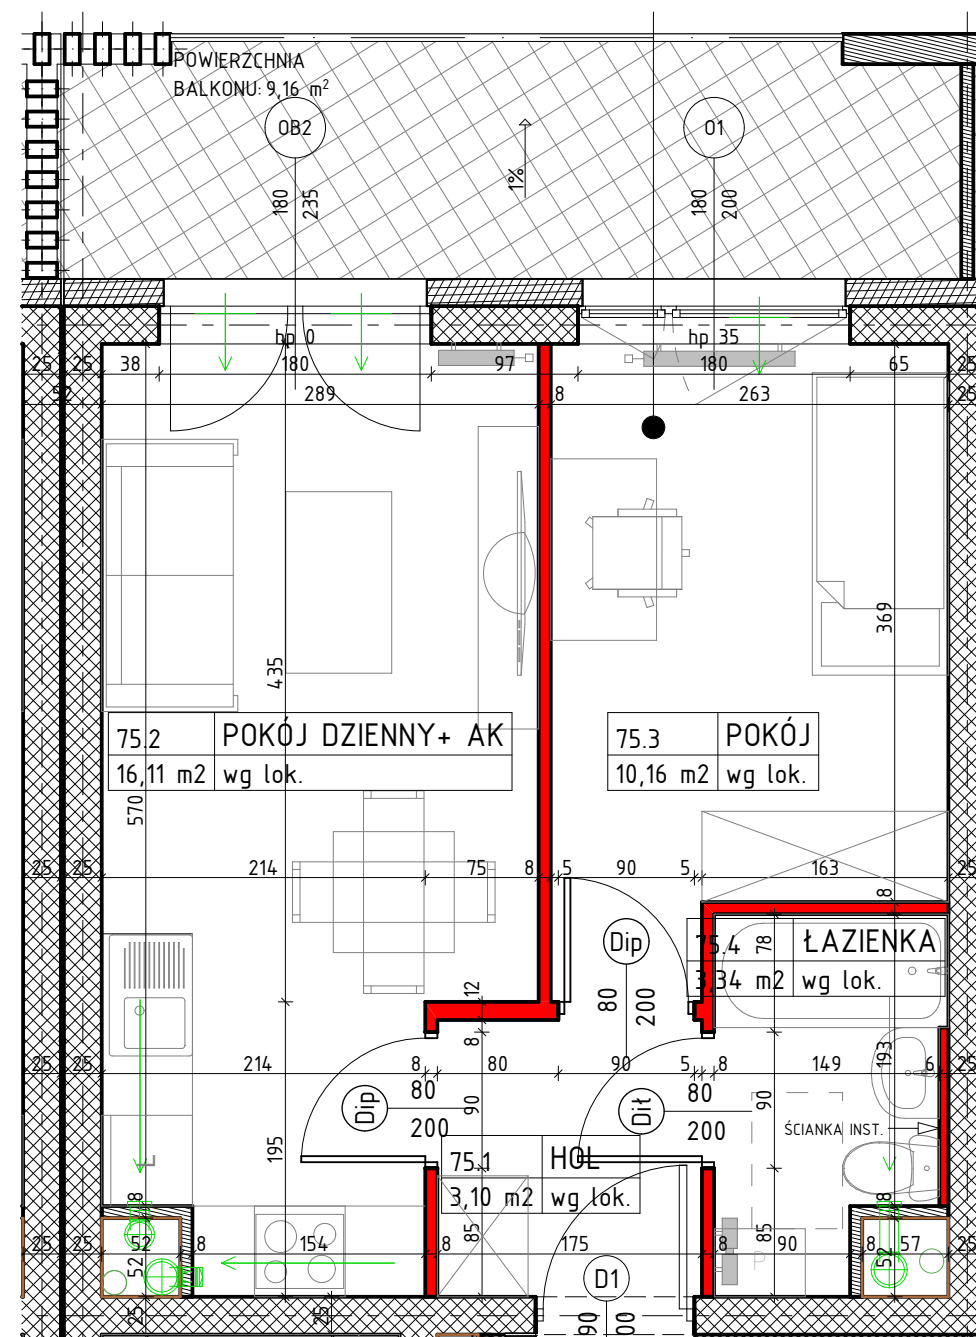 POWIERZCHNIA
BALKONU: 9,16 m²
OB2
O1
1%
180
235
180
200
hp 0
hp 35
25 25 38 180 97 180 65 25
52 289 8 263 25
369
435
75.2 POKÓJ DZIENNY+ AK
16,11 m2 wg lok.
75.3 POKÓJ
10,16 m2 wg lok.
570
25 25 214 75 8 5 90 5 163 25
8
Dip
80
200
75.4 ŁAZIENKA
3,34 m2 wg lok.
78
12
8
193
25 25 214 8 80 90 5 8 149 6 25
Dip
80
200
90
Dił
80
200
90
ŚCIANKA INST.
195
75.1 HOL
3,10 m2 wg lok.
L
8
85
85
8
P
25 25 52 8 154 8 175 8 90 8 57 25
52
52
D1
90
25
25